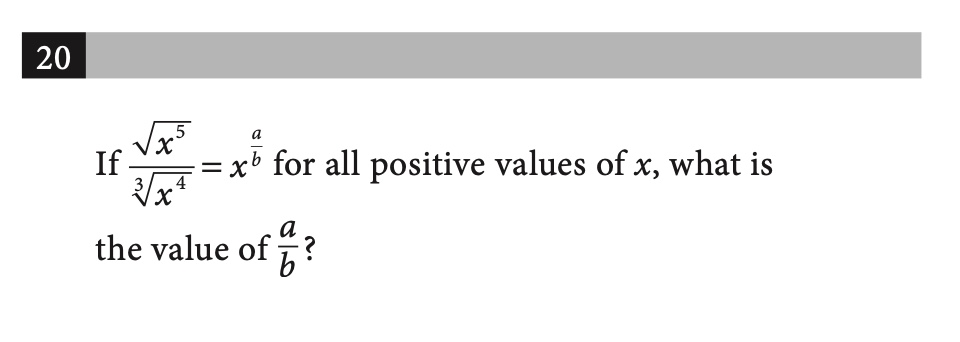 20
If \frac{\sqrt{x^5}}{\sqrt[3]{x^4}} = x^{\frac{a}{b}} for all positive values of x, what is
the value of \frac{a}{b}?